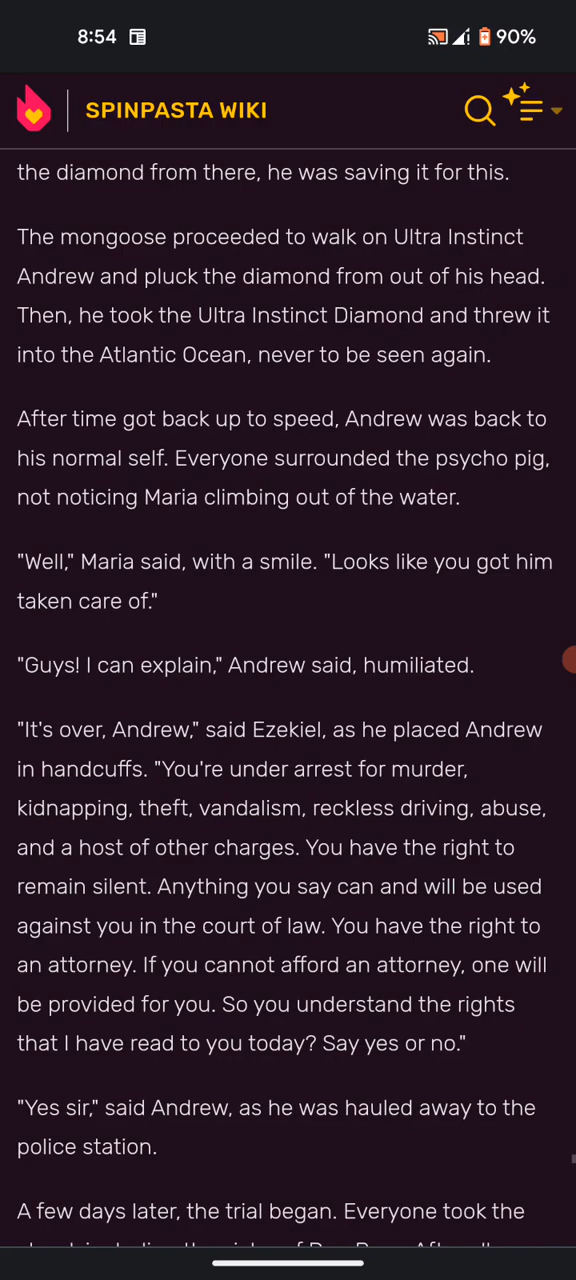 8:54
90%
SPINPASTA WIKI
the diamond from there, he was saving it for this.
The mongoose proceeded to walk on Ultra Instinct
Andrew and pluck the diamond from out of his head.
Then, he took the Ultra Instinct Diamond and threw it
into the Atlantic Ocean, never to be seen again.
After time got back up to speed, Andrew was back to
his normal self. Everyone surrounded the psycho pig,
not noticing Maria climbing out of the water.
"Well," Maria said, with a smile. "Looks like you got him
taken care of."
"Guys! I can explain," Andrew said, humiliated.
"It's over, Andrew," said Ezekiel, as he placed Andrew
in handcuffs. "You're under arrest for murder,
kidnapping, theft, vandalism, reckless driving, abuse,
and a host of other charges. You have the right to
remain silent. Anything you say can and will be used
against you in the court of law. You have the right to
an attorney. If you cannot afford an attorney, one will
be provided for you. So you understand the rights
that I have read to you today? Say yes or no."
"Yes sir," said Andrew, as he was hauled away to the
police station.
A few days later, the trial began. Everyone took the